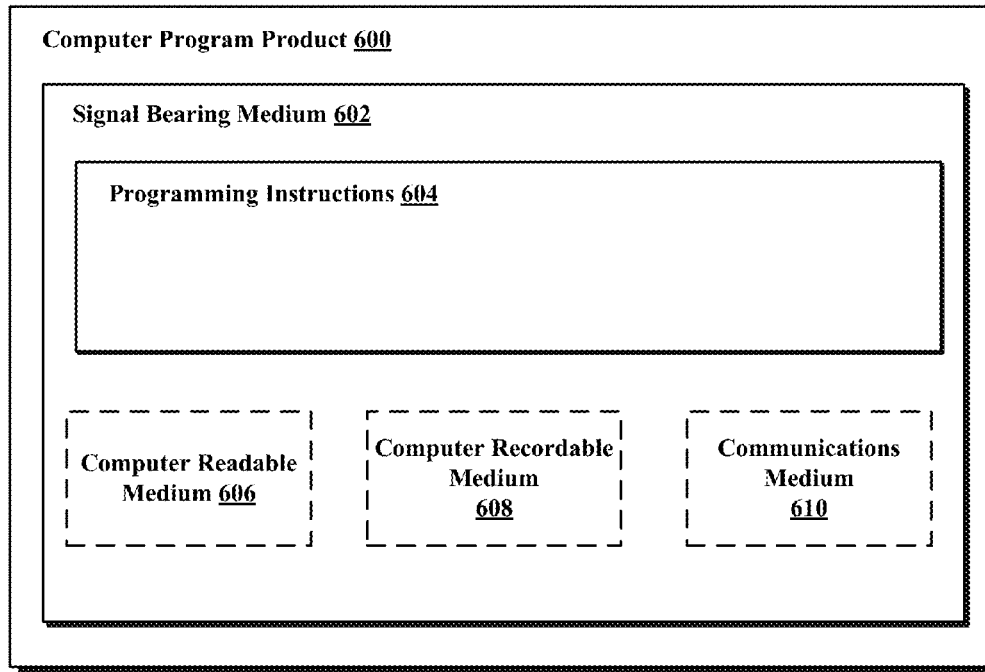 Computer Program Product 600
Signal Bearing Medium 602
Programming Instructions 604
Computer Readable
Medium 606
Computer Recordable
Medium
608
Communications
Medium
610